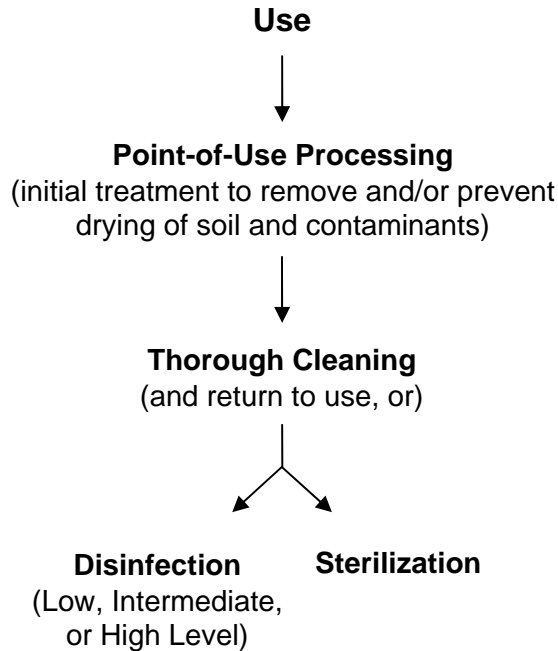 Use
Point-of-Use Processing
(initial treatment to remove and/or prevent
drying of soil and contaminants)
Thorough Cleaning
(and return to use, or)
Disinfection
(Low, Intermediate,
or High Level)
Sterilization